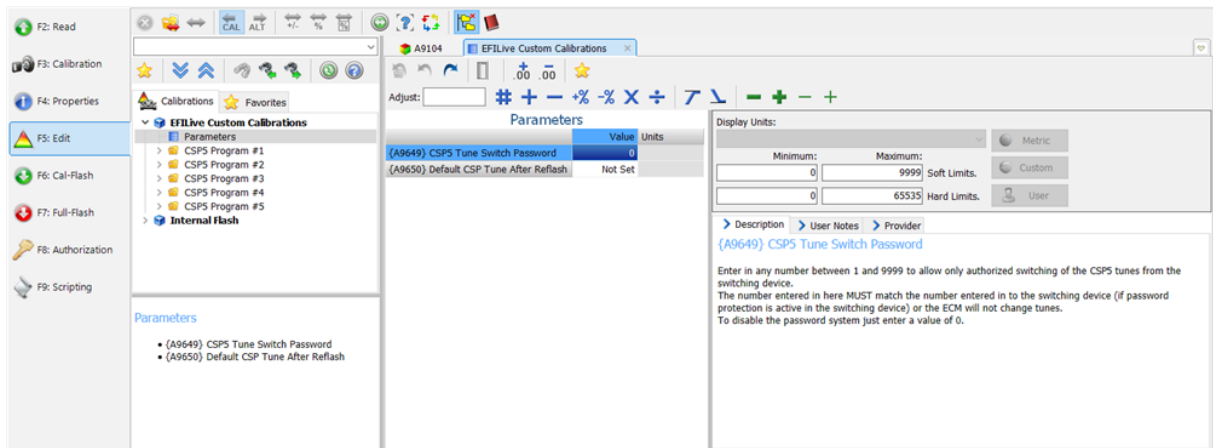 F2: Read
F3: Calibration
F4: Properties
F5: Edit
F6: Cal-Flash
F7: Full-Flash
F8: Authorization
F9: Scripting
CAL
ALT
+/-
%
Calibrations
Favorites
EFILive Custom Calibrations
Parameters
CSP5 Program #1
CSP5 Program #2
CSP5 Program #3
CSP5 Program #4
CSP5 Program #5
Internal Flash
Parameters
• {A9649} CSP5 Tune Switch Password
• {A9650} Default CSP Tune After Reflash
A9104
EFILive Custom Calibrations
.00 .00
Adjust:
# + − +% -% X ÷
Parameters
Value Units
{A9649} CSP5 Tune Switch Password 0
{A9650} Default CSP Tune After Reflash Not Set
Display Units:
Metric
Minimum: Maximum:
0 9999 Soft Limits.
Custom
0 65535 Hard Limits.
User
Description
User Notes
Provider
{A9649} CSP5 Tune Switch Password
Enter in any number between 1 and 9999 to allow only authorized switching of the CSP5 tunes from the
switching device.
The number entered in here MUST match the number entered in to the switching device (if password
protection is active in the switching device) or the ECM will not change tunes.
To disable the password system just enter a value of 0.